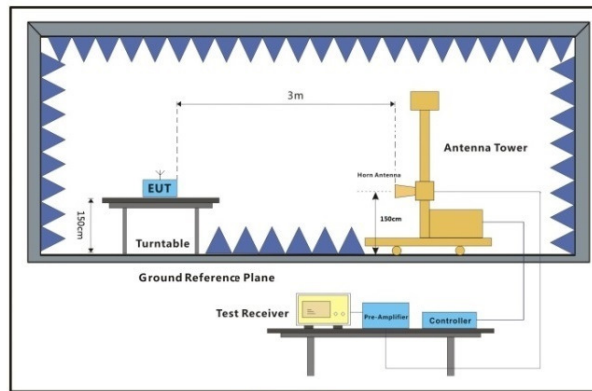 3m
Antenna Tower
Horn Antenna
EUT
150cm
150cm
Turntable
Ground Reference Plane
Test Receiver
Pre-Amplifier
Controller